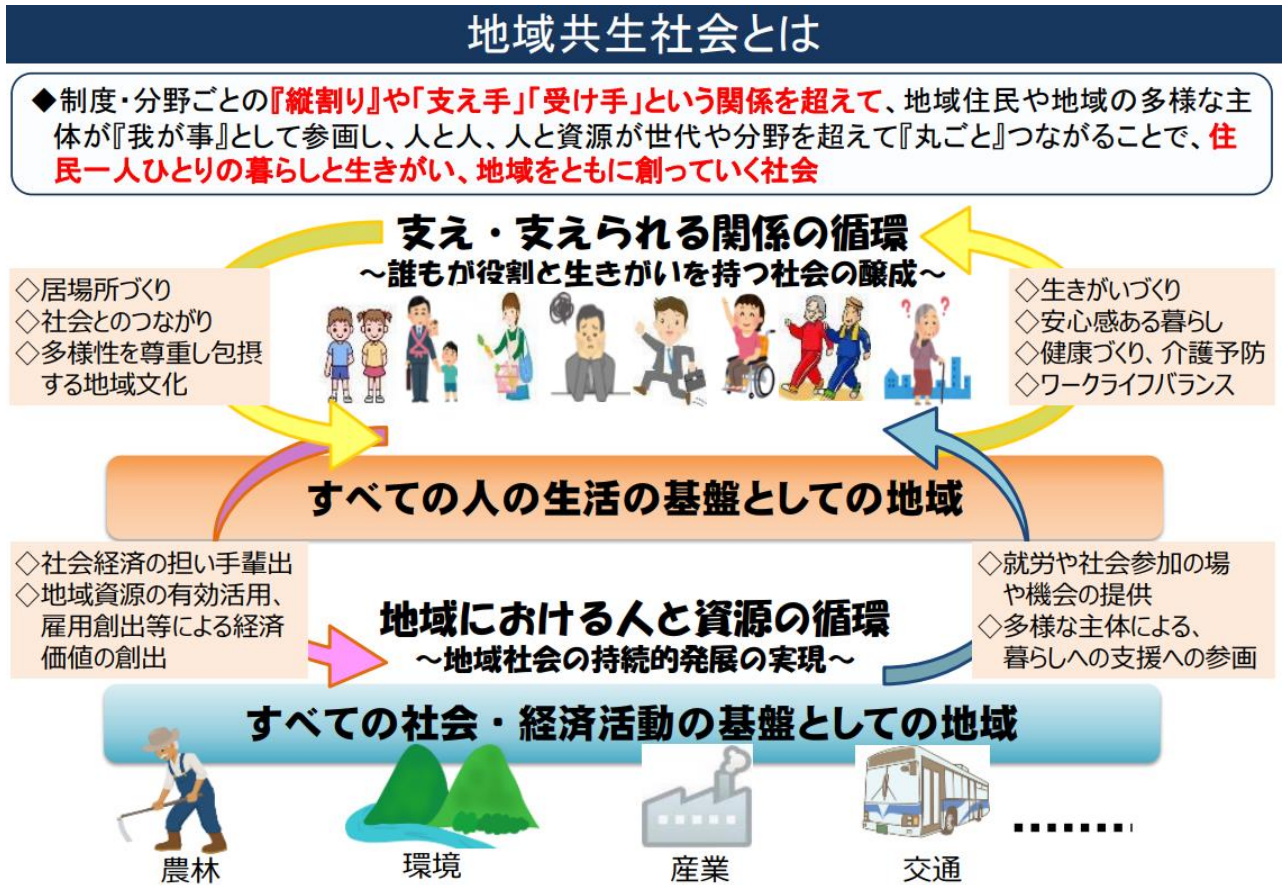 地域共生社会とは
◆制度・分野ごとの『縦割り』や「支え手」「受け手」という関係を超えて、地域住民や地域の多様な主
体が『我が事』として参画し、人と人、人と資源が世代や分野を超えて『丸ごと』つながることで、住
民一人ひとりの暮らしと生きがい、地域をともに創っていく社会
支え・支えられる関係の循環
～誰もが役割と生きがいを持つ社会の醸成～
◇居場所づくり
◇社会とのつながり
◇多様性を尊重し包摂
する地域文化
◇生きがいづくり
◇安心感ある暮らし
◇健康づくり、介護予防
◇ワークライフバランス
すべての人の生活の基盤としての地域
◇社会経済の担い手輩出
◇地域資源の有効活用、
雇用創出等による経済
価値の創出
地域における人と資源の循環
～地域社会の持続的発展の実現～
◇就労や社会参加の場
や機会の提供
◇多様な主体による、
暮らしへの支援への参画
すべての社会・経済活動の基盤としての地域
農林
環境
産業
交通